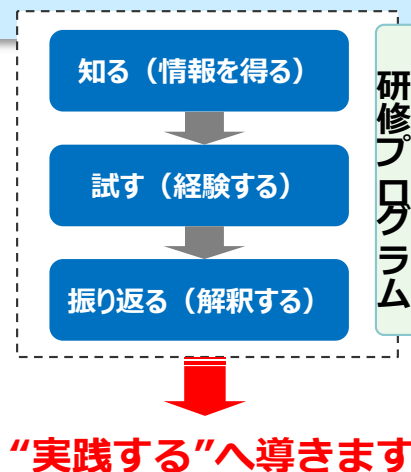 知る（情報を得る）
試す（経験する）
振り返る（解釈する）
研修プログラム
“実践する”へ導きます